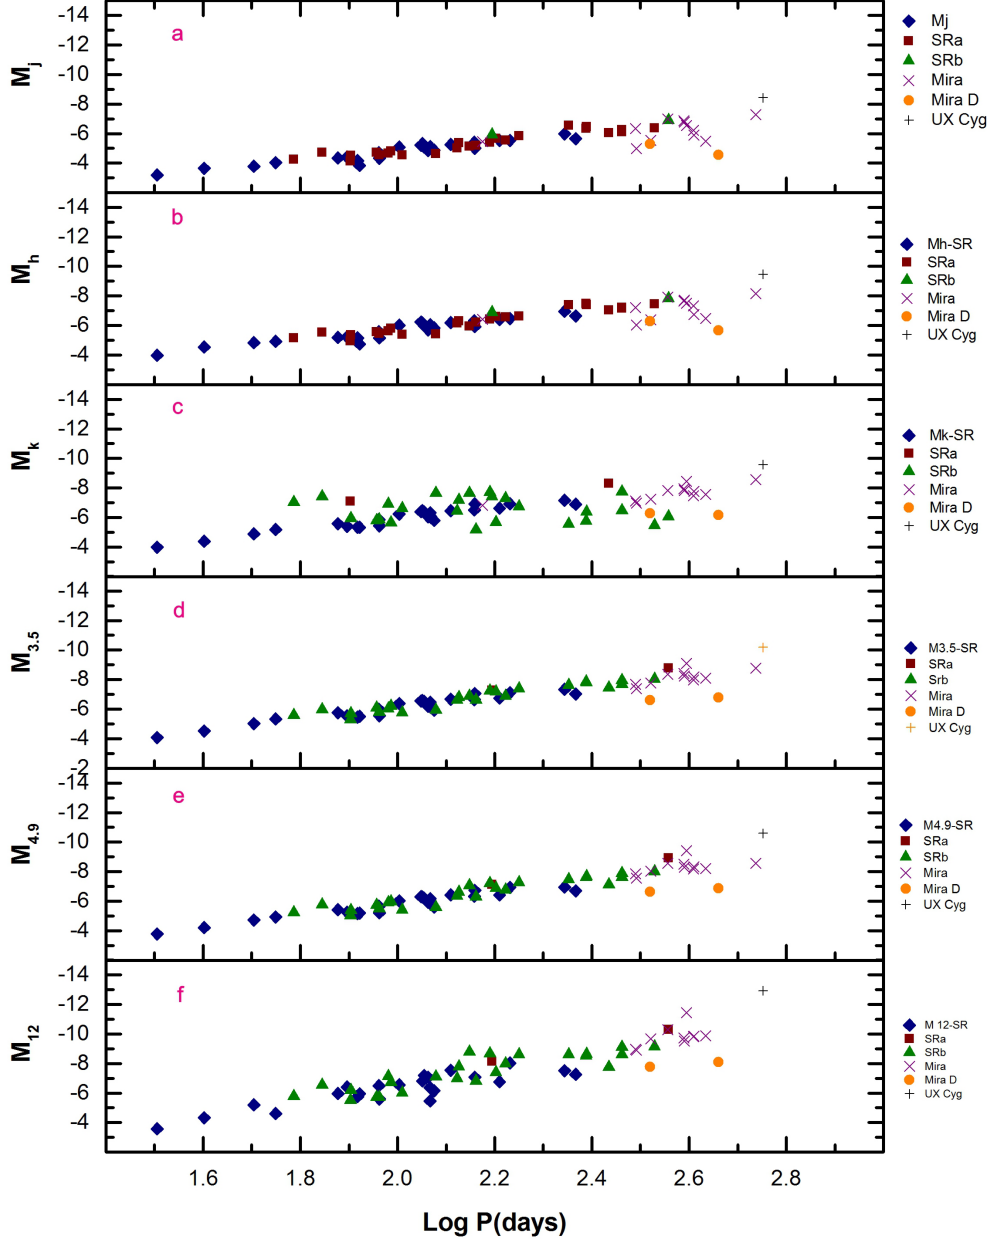 -14
a
-12
-10
-8
-6
-4
Mj
Mj
SRa
SRb
Mira
Mira D
UX Cyg
-14
b
-12
-10
-8
-6
-4
Mh
Mh-SR
SRa
SRb
Mira
Mira D
UX Cyg
-14
c
-12
-10
-8
-6
-4
Mk
Mk-SR
SRa
SRb
Mira
Mira D
UX Cyg
-14
d
-12
-10
-8
-6
-4
-2
M3.5
M3.5-SR
SRa
Srb
Mira
Mira D
UX Cyg
-14
e
-12
-10
-8
-6
-4
M4.9
M4.9-SR
SRa
SRb
Mira
Mira D
UX Cyg
-14
f
-12
-10
-8
-6
-4
M12
M 12-SR
SRa
SRb
Mira
Mira D
UX Cyg
1.6 1.8 2.0 2.2 2.4 2.6 2.8
Log P(days)